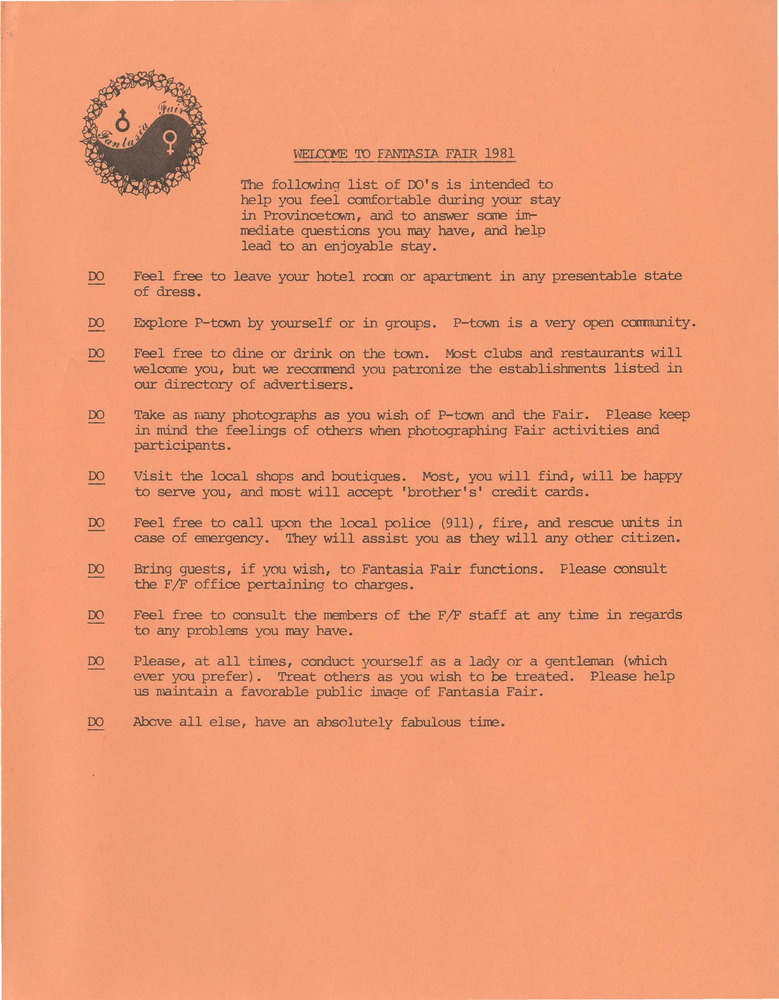 Fantasia Fair
WELCOME TO FANTASIA FAIR 1981
The following list of DO's is intended to
help you feel comfortable during your stay
in Provincetown, and to answer some im-
mediate questions you may have, and help
lead to an enjoyable stay.
DO Feel free to leave your hotel room or apartment in any presentable state
of dress.
DO Explore P-town by yourself or in groups. P-town is a very open community.
DO Feel free to dine or drink on the town. Most clubs and restaurants will
welcome you, but we recommend you patronize the establishments listed in
our directory of advertisers.
DO Take as many photographs as you wish of P-town and the Fair. Please keep
in mind the feelings of others when photographing Fair activities and
participants.
DO Visit the local shops and boutiques. Most, you will find, will be happy
to serve you, and most will accept 'brother's' credit cards.
DO Feel free to call upon the local police (911), fire, and rescue units in
case of emergency. They will assist you as they will any other citizen.
DO Bring guests, if you wish, to Fantasia Fair functions. Please consult
the F/F office pertaining to charges.
DO Feel free to consult the members of the F/F staff at any time in regards
to any problems you may have.
DO Please, at all times, conduct yourself as a lady or a gentleman (which
ever you prefer). Treat others as you wish to be treated. Please help
us maintain a favorable public image of Fantasia Fair.
DO Above all else, have an absolutely fabulous time.